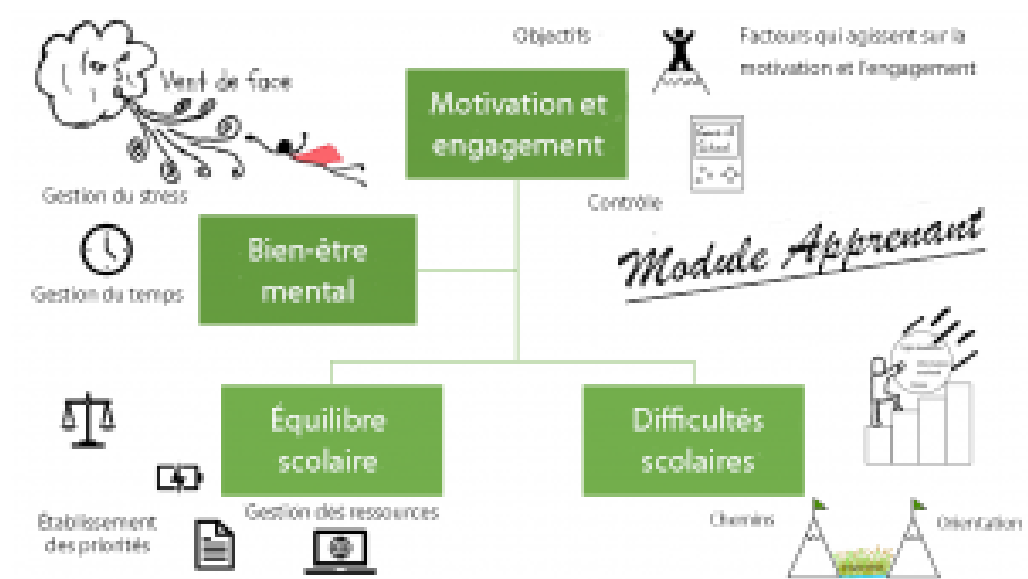 Objectifs
Facteurs qui agissent sur la
motivation et l'engagement
Vent de face
Motivation et
engagement
Gestion du stress
Contrôle
Bien-être
mental
Module Apprenant
Gestion du temps
Équilibre
scolaire
Difficultés
scolaires
Établissement
des priorités
Gestion des ressources
Chemins
Orientation